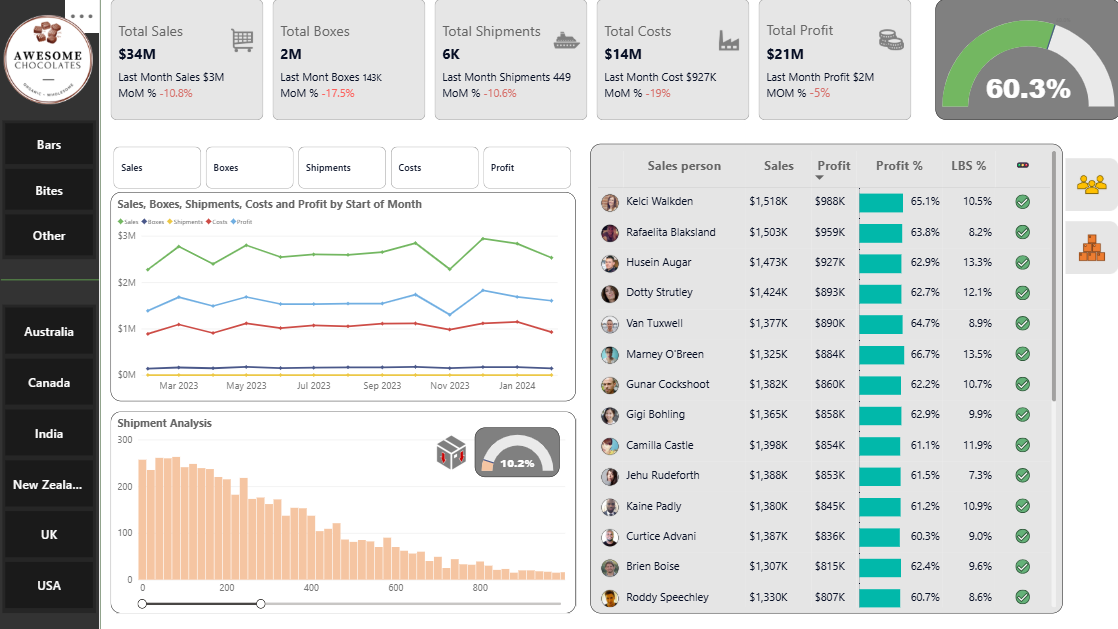 AWESOME
CHOCOLATES
ORGANIC - WHOLESOME
Bars
Bites
Other
Australia
Canada
India
New Zeala...
UK
USA
Total Sales
$34M
Last Month Sales $3M
MoM % -10.8%
Total Boxes
2M
Last Mont Boxes 143K
MoM % -17.5%
Total Shipments
6K
Last Month Shipments 449
MoM % -10.6%
Total Costs
$14M
Last Month Cost $927K
MoM % -19%
Total Profit
$21M
Last Month Profit $2M
MOM % -5%
60.3%
Sales
Boxes
Shipments
Costs
Profit
Sales, Boxes, Shipments, Costs and Profit by Start of Month
Sales Boxes Shipments Costs Profit
$3M
$2M
$1M
$0M
Mar 2023 May 2023 Jul 2023 Sep 2023 Nov 2023 Jan 2024
Shipment Analysis
10.2%
300
200
100
0
0 200 400 600 800
Sales person Sales Profit Profit % LBS %
Kelci Walkden $1,518K $988K 65.1% 10.5%
Rafaelita Blaksland $1,503K $959K 63.8% 8.2%
Husein Augar $1,473K $927K 62.9% 13.3%
Dotty Strutley $1,424K $893K 62.7% 12.1%
Van Tuxwell $1,377K $890K 64.7% 8.9%
Marney O'Breen $1,325K $884K 66.7% 13.5%
Gunar Cockshoot $1,382K $860K 62.2% 10.7%
Gigi Bohling $1,365K $858K 62.9% 9.9%
Camilla Castle $1,398K $854K 61.1% 11.9%
Jehu Rudeforth $1,388K $853K 61.5% 7.3%
Kaine Padly $1,380K $845K 61.2% 10.9%
Curtice Advani $1,387K $836K 60.3% 9.0%
Brien Boise $1,307K $815K 62.4% 9.6%
Roddy Speechley $1,330K $807K 60.7% 8.6%